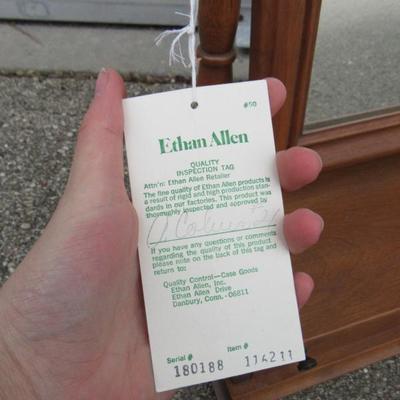 #50
Ethan Allen
QUALITY
INSPECTION TAG
Attn'n: Ethan Allen Retailer
The fine quality of Ethan Allen products is
a result of rigid and high production stan-
dards in our factories. This product was
thoroughly inspected and approved by
If you have any questions or comments
regarding the quality of this product
please note on the back of this tag and
return to:
Quality Control—Case Goods
Ethan Allen, Inc.
Ethan Allen Drive
Danbury, Conn. 06811
Serial # Item #
180188 114211